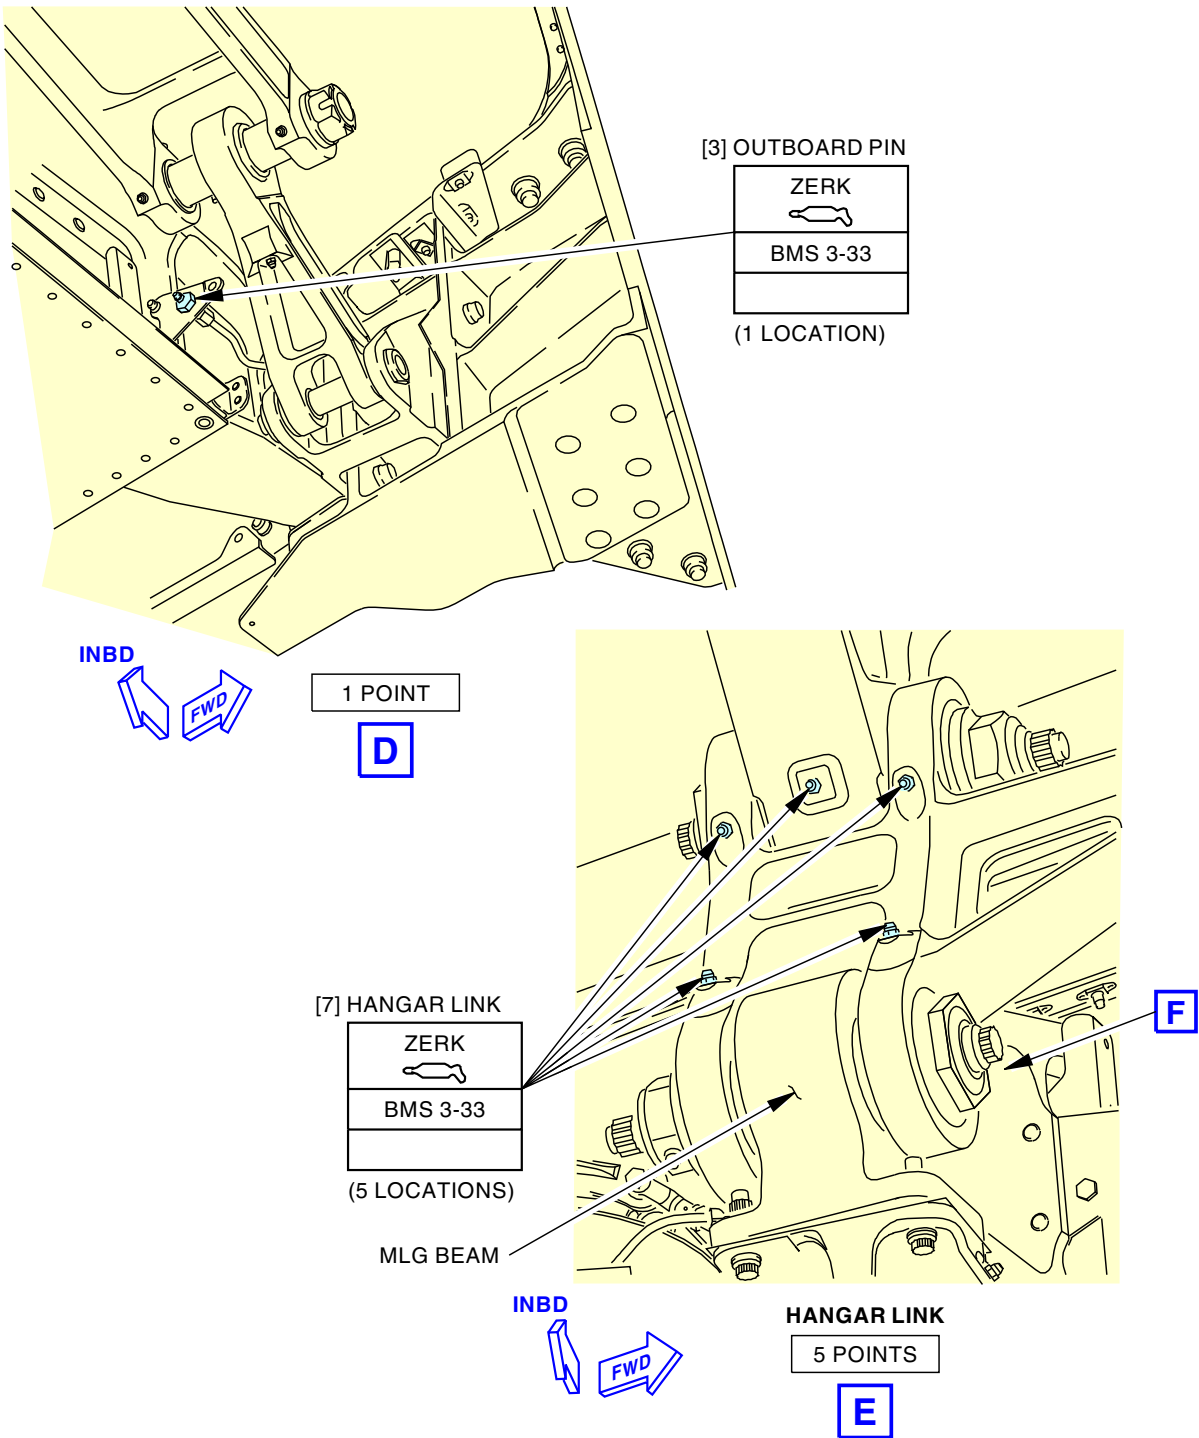 [3] OUTBOARD PIN
ZERK
BMS 3-33
(1 LOCATION)
INBD
FWD
1 POINT
D
[7] HANGAR LINK
ZERK
BMS 3-33
(5 LOCATIONS)
F
MLG BEAM
INBD
FWD
HANGAR LINK
5 POINTS
E